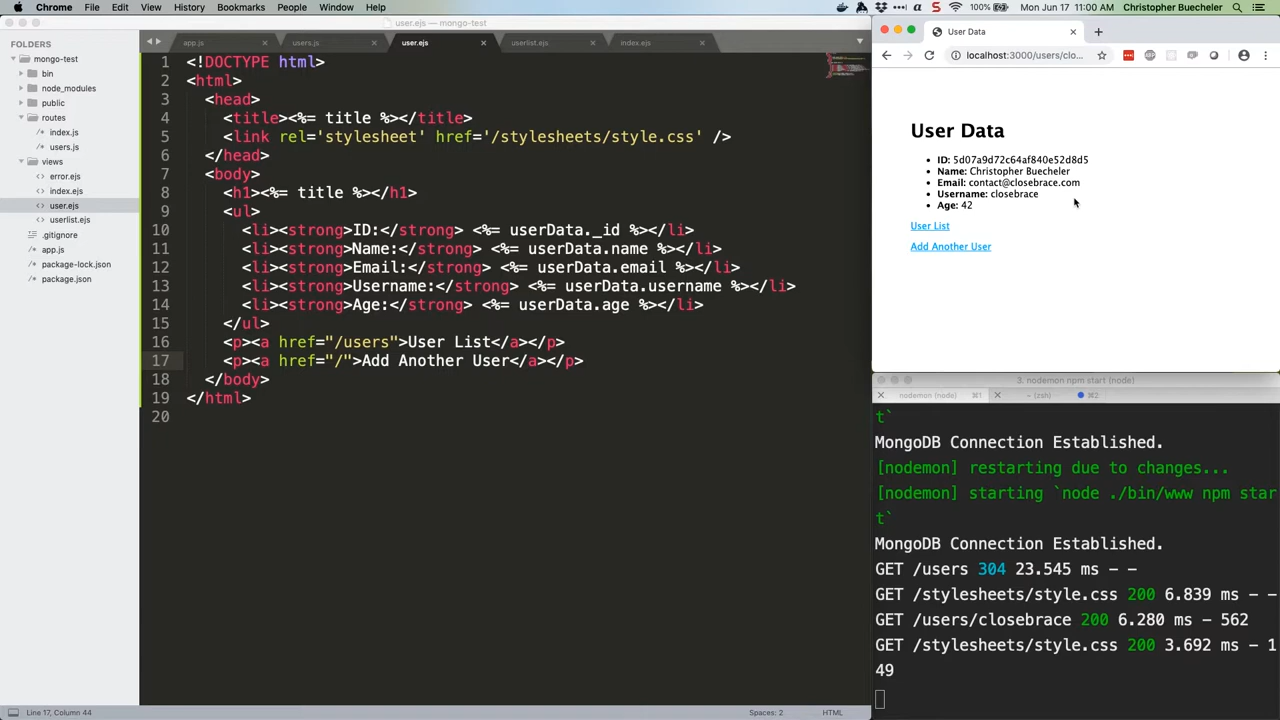 Chrome File Edit View History Bookmarks People Window Help
100% Mon Jun 17 11:00 AM Christopher Buecheler
user.ejs — mongo-test
app.js users.js user.ejs userlist.ejs index.ejs
FOLDERS
mongo-test
bin
node_modules
public
routes
index.js
users.js
views
error.ejs
index.ejs
user.ejs
userlist.ejs
.gitignore
app.js
package-lock.json
package.json
1 <!DOCTYPE html>
2 <html>
3 <head>
4 <title><%= title %></title>
5 <link rel='stylesheet' href='/stylesheets/style.css' />
6 </head>
7 <body>
8 <h1><%= title %></h1>
9 <ul>
10 <li><strong>ID:</strong> <%= userData._id %></li>
11 <li><strong>Name:</strong> <%= userData.name %></li>
12 <li><strong>Email:</strong> <%= userData.email %></li>
13 <li><strong>Username:</strong> <%= userData.username %></li>
14 <li><strong>Age:</strong> <%= userData.age %></li>
15 </ul>
16 <p><a href="/users">User List</a></p>
17 <p><a href="/">Add Another User</a></p>
18 </body>
19 </html>
20
Line 17, Column 44 Spaces: 2 HTML
User Data
localhost:3000/users/clo...
User Data
ID: 5d07a9d72c64af840e52d8d5
Name: Christopher Buecheler
Email: contact@closebrace.com
Username: closebrace
Age: 42
User List
Add Another User
3. nodemon npm start (node)
nodemon (node) ⌘1 ~ (zsh) ⌘2
t`
MongoDB Connection Established.
[nodemon] restarting due to changes...
[nodemon] starting `node ./bin/www npm star
t`
MongoDB Connection Established.
GET /users 304 23.545 ms - -
GET /stylesheets/style.css 200 6.839 ms - -
GET /users/closebrace 200 6.280 ms - 562
GET /stylesheets/style.css 200 3.692 ms - 1
49